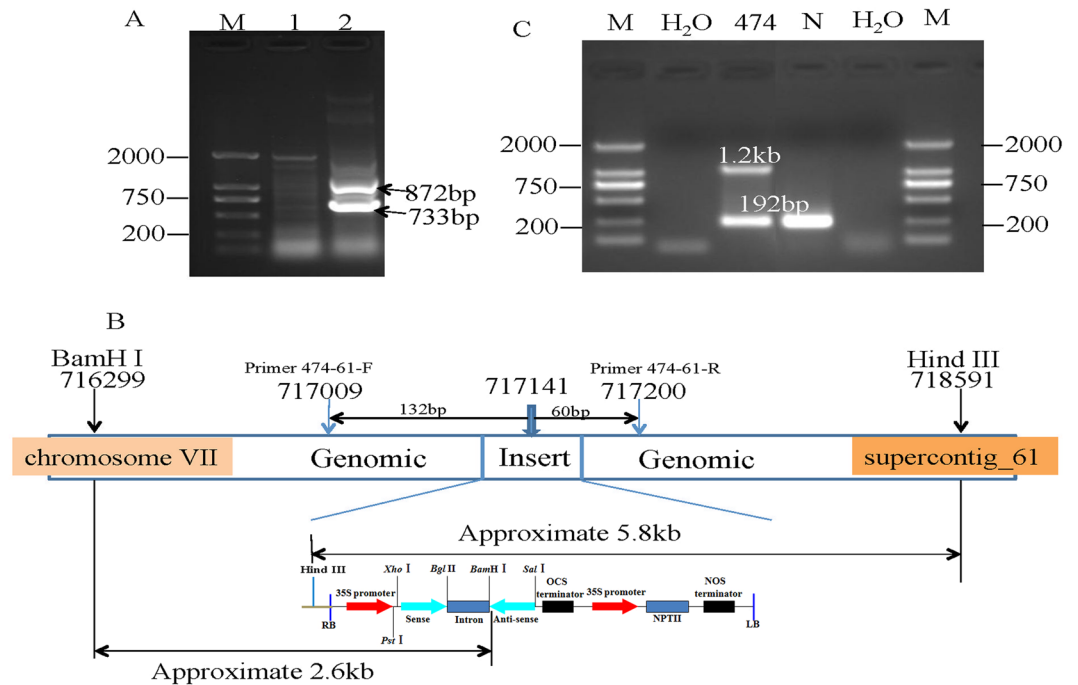 A
M 1 2
2000
750
200
872bp
733bp
C
M H₂O 474 N H₂O M
2000
750
200
1.2kb
192bp
2000
750
200
B
BamH I
716299
Primer 474-61-F
717009
717141
Primer 474-61-R
717200
Hind III
718591
132bp
60bp
chromosome VII
Genomic
Insert
Genomic
supercontig_61
Approximate 5.8kb
Hind III
Xho I
Bgl II
BamH I
Sal I
OCS
terminator
NOS
terminator
35S promoter
35S promoter
RB
Pst I
Sense
Intron
Anti-sense
NPTII
LB
Approximate 2.6kb